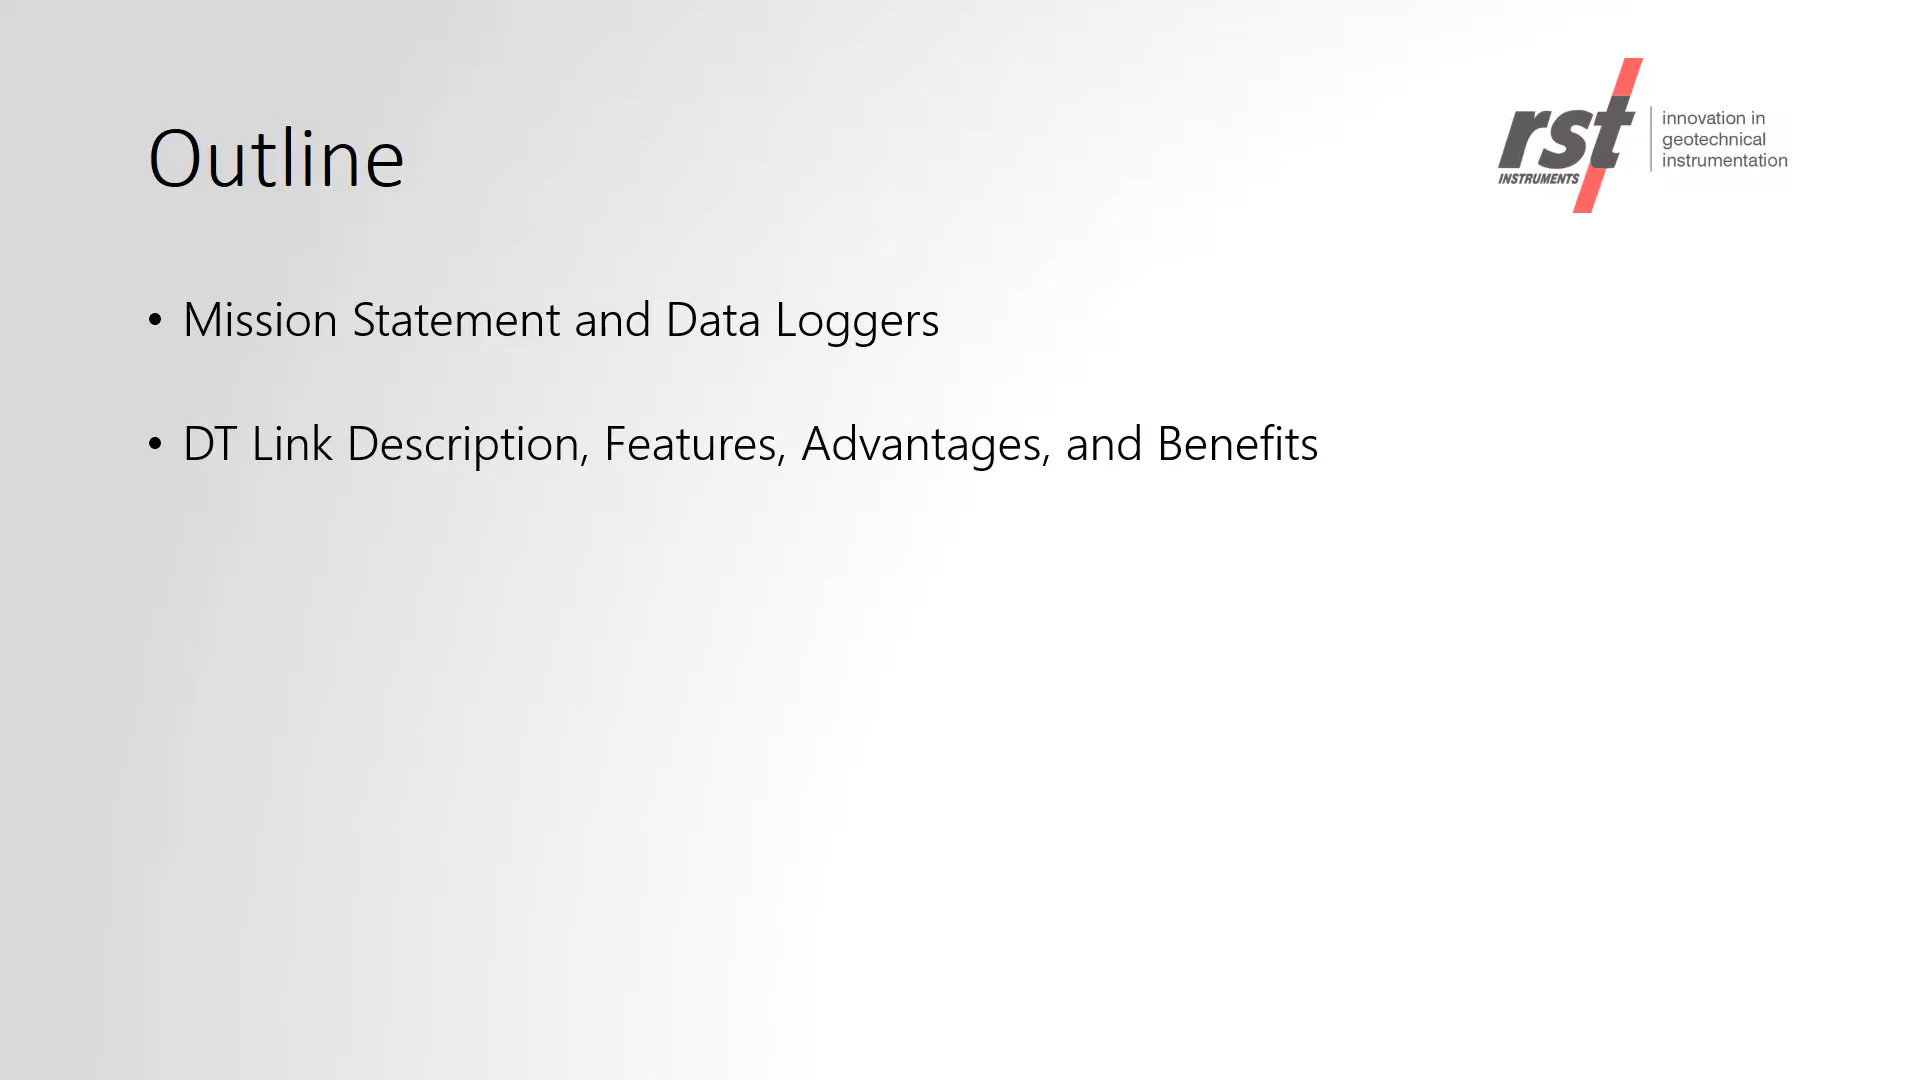 Outline
rst
INSTRUMENTS
innovation in
geotechnical
instrumentation
• Mission Statement and Data Loggers
• DT Link Description, Features, Advantages, and Benefits